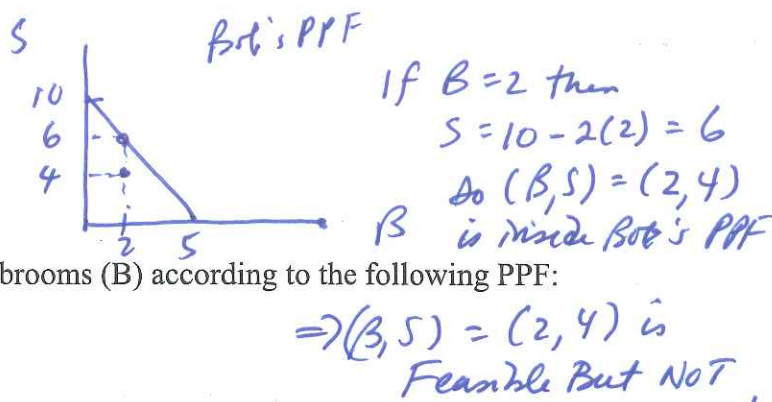 S
Bob's PPF
10
6
4
2
5
B
If B=2 then
S=10-2(2)=6
So (B,S)=(2,4)
is inside Bob's PPF
brooms (B) according to the following PPF:
⇒(B,S) = (2,4) is
Feasible But NOT